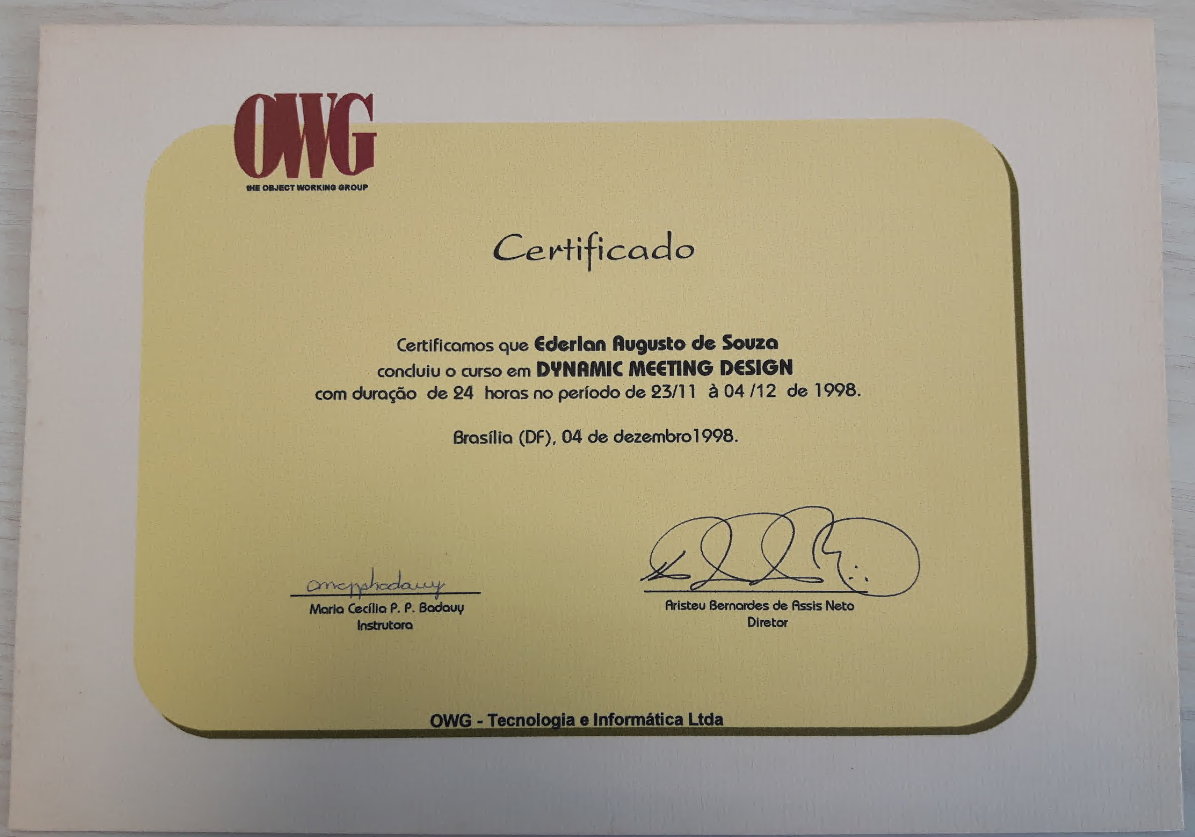 OWG
THE OBJECT WORKING GROUP
Certificado
Certificamos que Ederlan Augusto de Souza
concluiu o curso em DYNAMIC MEETING DESIGN
com duração de 24 horas no período de 23/11 à 04 /12 de 1998.
Brasília (DF), 04 de dezembro1998.
Maria Cecília P. P. Badauy
Instrutora
Aristeu Bernardes de Assis Neto
Diretor
OWG - Tecnologia e Informática Ltda